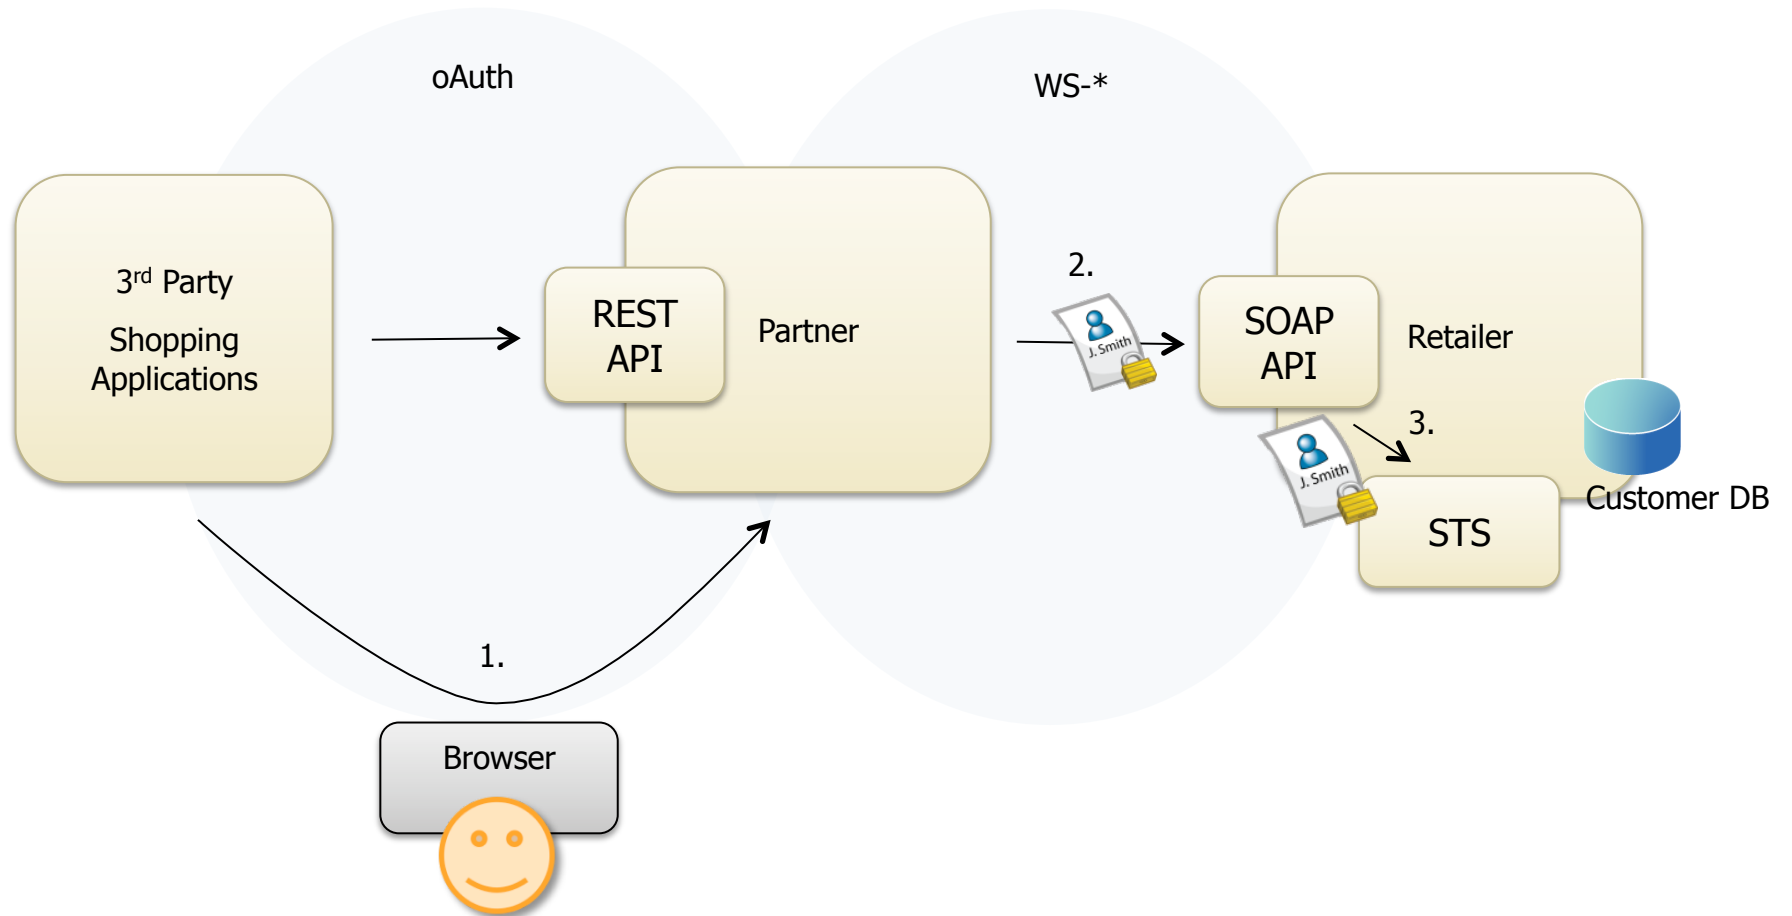 oAuth
WS-*
3rd Party
Shopping
Applications
REST
API
Partner
2.
J. Smith
SOAP
API
Retailer
3.
J. Smith
Customer DB
STS
1.
Browser